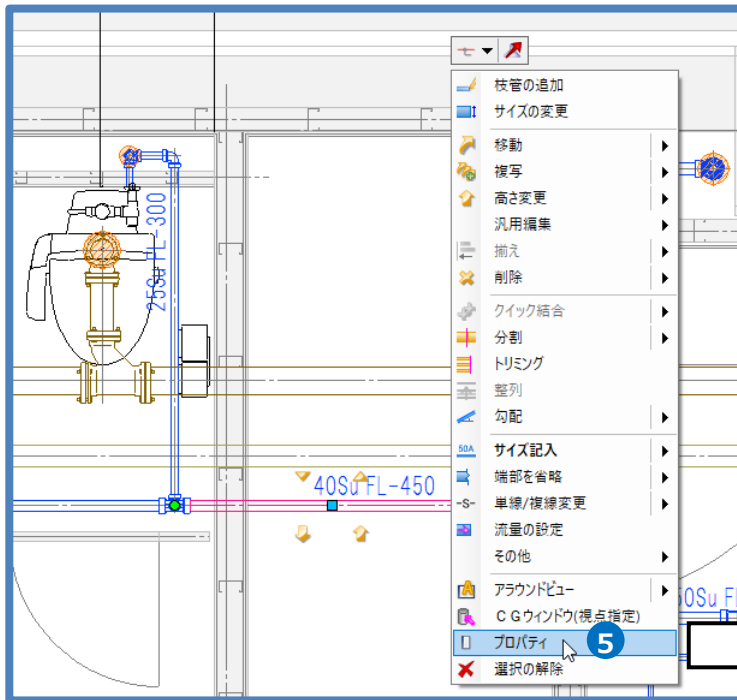 枝管の追加
サイズの変更
移動
複写
高さ変更
汎用編集
揃え
削除
クイック結合
分割
トリミング
整列
勾配
50A サイズ記入
端部を省略
-S- 単線/複線変更
流量の設定
その他
アラウンドビュー
CGウィンドウ(視点指定)
プロパティ 5
選択の解除
25Su FL-300
40Su FL-450
50Su F